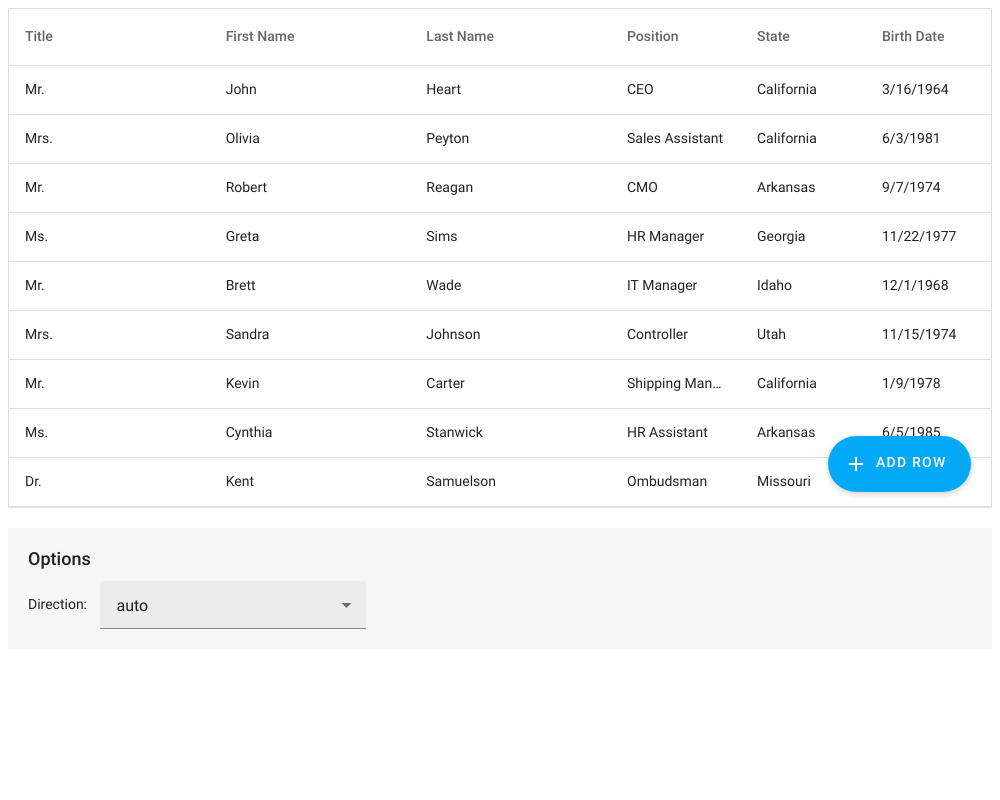 Title First Name Last Name Position State Birth Date
Mr. John Heart CEO California 3/16/1964
Mrs. Olivia Peyton Sales Assistant California 6/3/1981
Mr. Robert Reagan CMO Arkansas 9/7/1974
Ms. Greta Sims HR Manager Georgia 11/22/1977
Mr. Brett Wade IT Manager Idaho 12/1/1968
Mrs. Sandra Johnson Controller Utah 11/15/1974
Mr. Kevin Carter Shipping Man... California 1/9/1978
Ms. Cynthia Stanwick HR Assistant Arkansas 6/5/1985
Dr. Kent Samuelson Ombudsman Missouri
ADD ROW
Options
Direction: auto